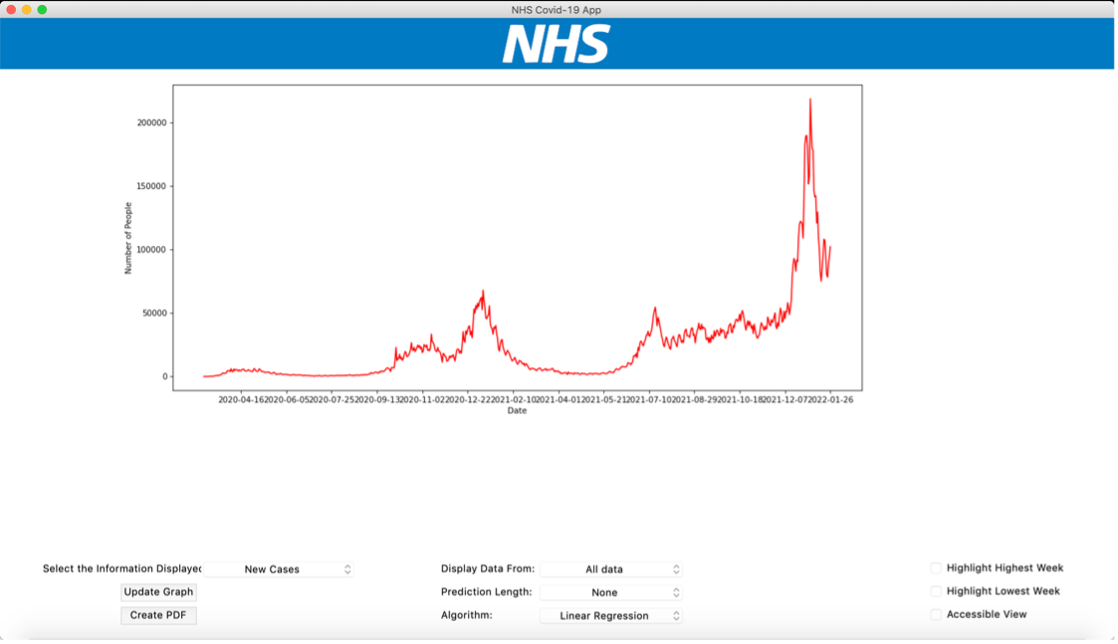 NHS Covid-19 App
NHS
200000
150000
100000
50000
0
Number of People
2020-04-16 2020-06-05 2020-07-25 2020-09-13 2020-11-02 2020-12-22 2021-02-10 2021-04-01 2021-05-21 2021-07-10 2021-08-29 2021-10-18 2021-12-07 2022-01-26
Date
Select the Information Displayed New Cases
Update Graph
Create PDF
Display Data From: All data
Prediction Length: None
Algorithm: Linear Regression
Highlight Highest Week
Highlight Lowest Week
Accessible View